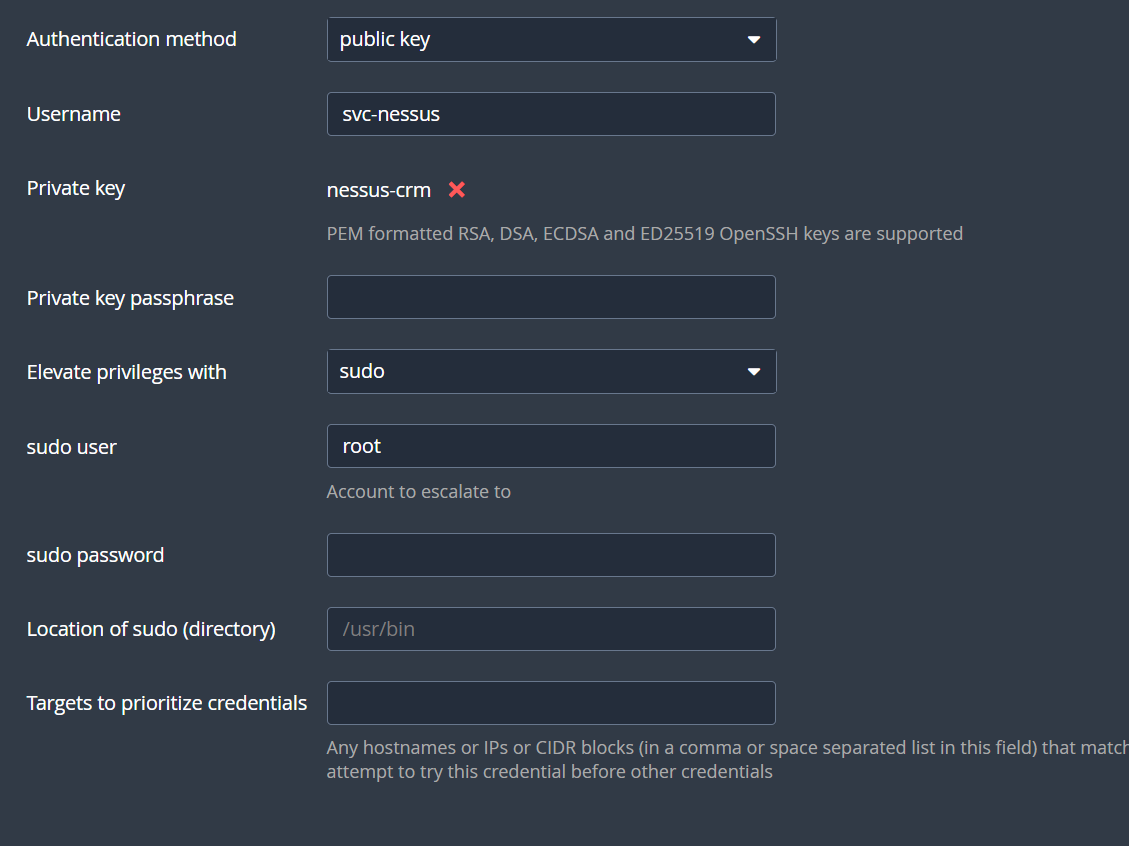 Authentication method
public key
Username
svc-nessus
Private key
nessus-crm
PEM formatted RSA, DSA, ECDSA and ED25519 OpenSSH keys are supported
Private key passphrase
Elevate privileges with
sudo
sudo user
root
Account to escalate to
sudo password
Location of sudo (directory)
/usr/bin
Targets to prioritize credentials
Any hostnames or IPs or CIDR blocks (in a comma or space separated list in this field) that match
attempt to try this credential before other credentials